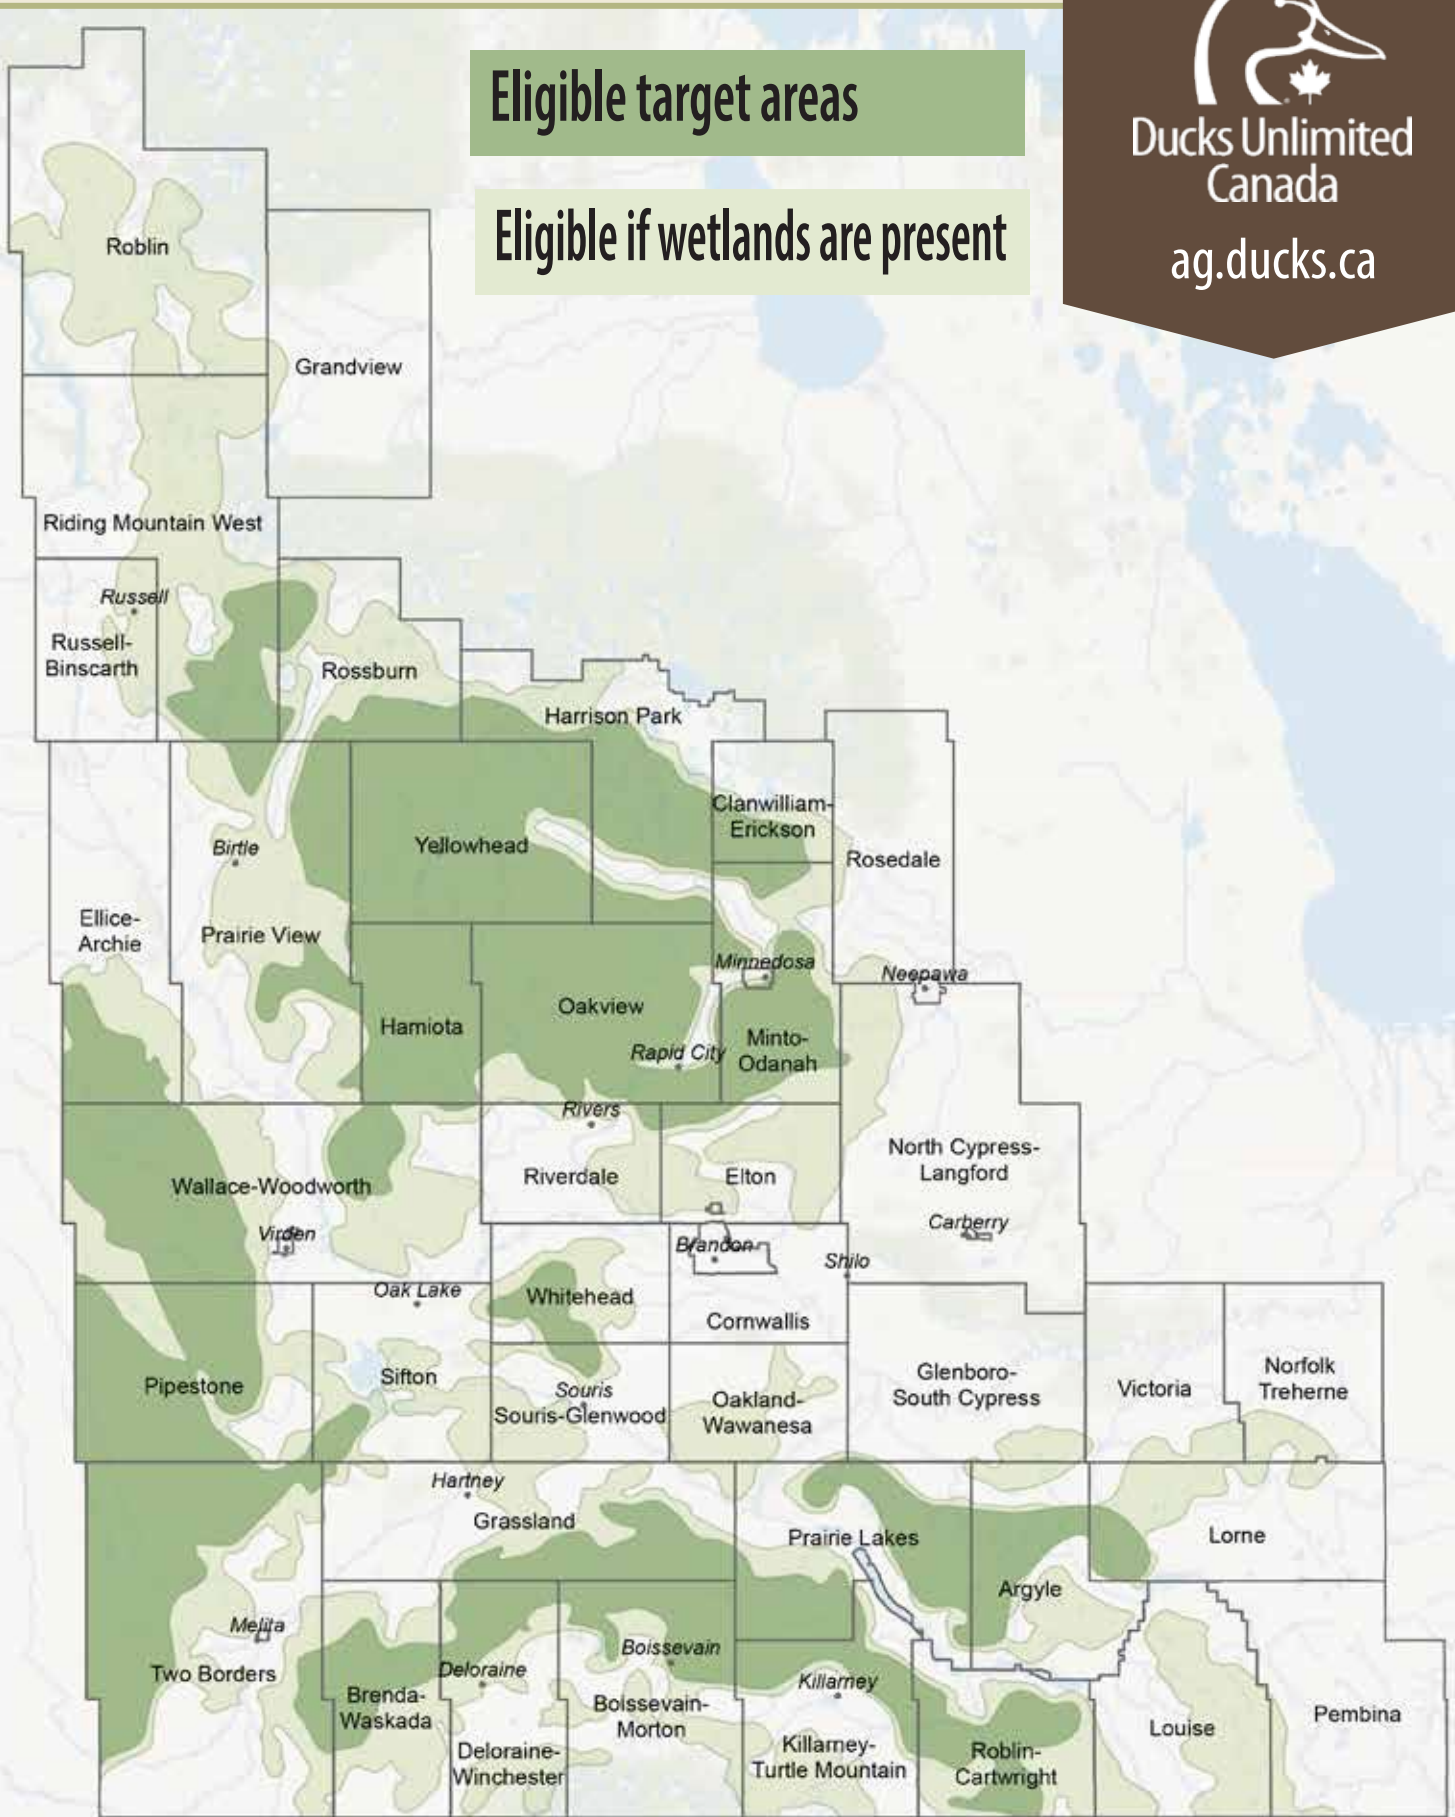 Eligible target areas
Eligible if wetlands are present
Ducks Unlimited
Canada
ag.ducks.ca
Roblin
Grandview
Riding Mountain West
Russell
Russell-
Binscarth
Rossburn
Harrison Park
Clanwilliam-
Erickson
Yellowhead
Birtle
Rosedale
Ellice-
Archie
Prairie View
Minnedosa
Neepawa
Oakview
Hamiota
Minto-
Odanah
Rapid City
Rivers
Riverdale
Elton
North Cypress-
Langford
Wallace-Woodworth
Virden
Carberry
Brandon
Shilo
Oak Lake
Whitehead
Cornwallis
Pipestone
Sifton
Souris
Souris-Glenwood
Oakland-
Wawanesa
Glenboro-
South Cypress
Victoria
Norfolk
Treherne
Hartney
Grassland
Prairie Lakes
Lorne
Argyle
Melita
Two Borders
Deloraine
Boissevain
Killarney
Brenda-
Waskada
Boissevain-
Morton
Deloraine-
Winchester
Killarney-
Turtle Mountain
Roblin-
Cartwright
Louise
Pembina